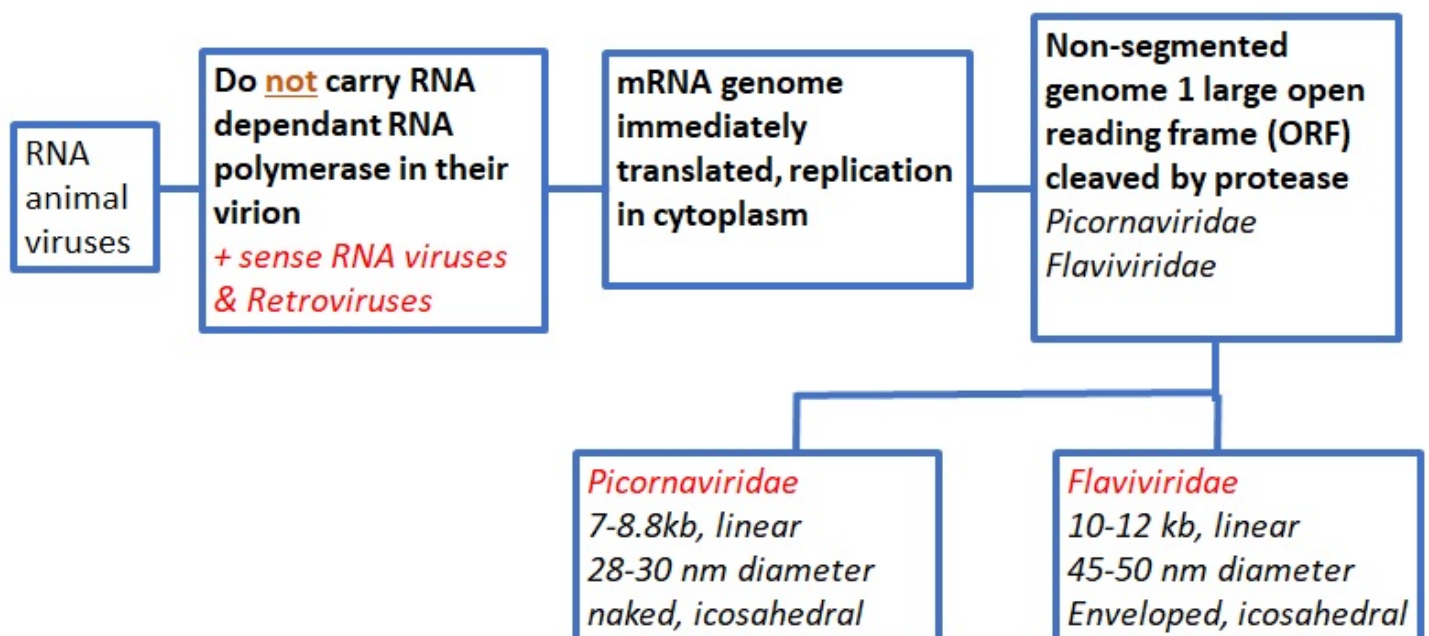 RNA
animal
viruses
Do not carry RNA
dependant RNA
polymerase in their
virion
+ sense RNA viruses
& Retroviruses
mRNA genome
immediately
translated, replication
in cytoplasm
Non-segmented
genome 1 large open
reading frame (ORF)
cleaved by protease
Picornaviridae
Flaviviridae
Picornaviridae
7-8.8kb, linear
28-30 nm diameter
naked, icosahedral
Flaviviridae
10-12 kb, linear
45-50 nm diameter
Enveloped, icosahedral